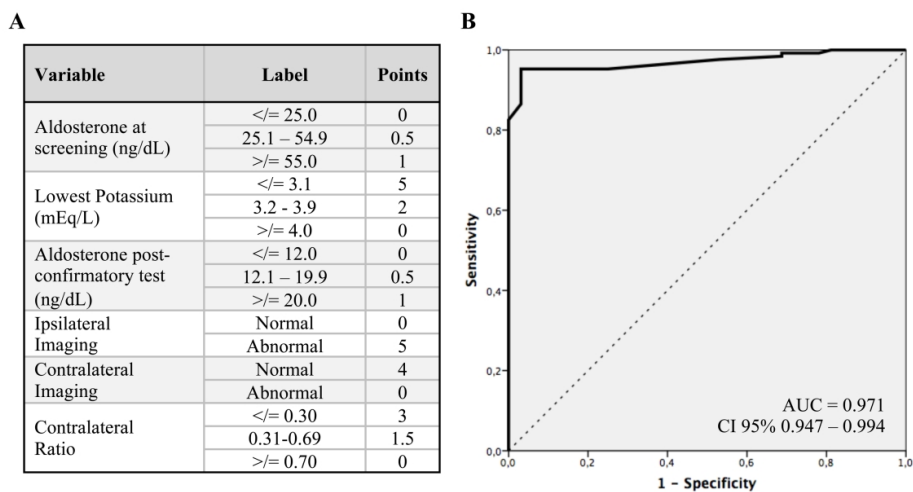 A
Variable Label Points
Aldosterone at
screening (ng/dL)
</= 25.0 0
25.1 – 54.9 0.5
>/= 55.0 1
Lowest Potassium
(mEq/L)
</= 3.1 5
3.2 - 3.9 2
>/= 4.0 0
Aldosterone post-
confirmatory test
(ng/dL)
</= 12.0 0
12.1 – 19.9 0.5
>/= 20.0 1
Ipsilateral
Imaging
Normal 0
Abnormal 5
Contralateral
Imaging
Normal 4
Abnormal 0
Contralateral
Ratio
</= 0.30 3
0.31-0.69 1.5
>/= 0.70 0
B
Sensitivity
1,0
0,8
0,6
0,4
0,2
0,0
AUC = 0.971
CI 95% 0.947 – 0.994
0,0 0,2 0,4 0,6 0,8 1,0
1 - Specificity